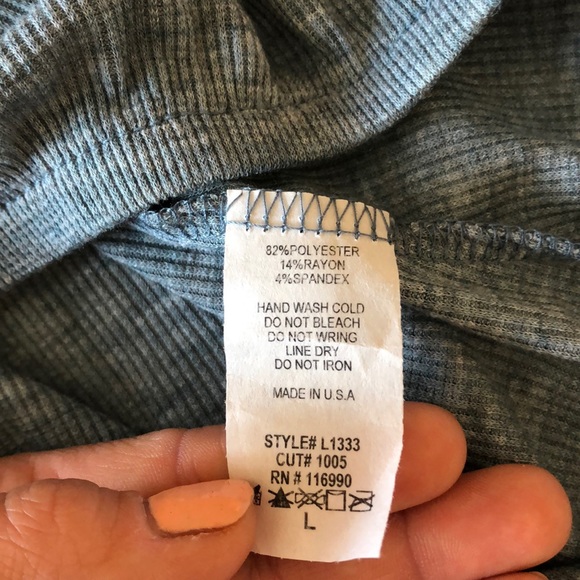 82%POLYESTER
14%RAYON
4%SPANDEX
HAND WASH COLD
DO NOT BLEACH
DO NOT WRING
LINE DRY
DO NOT IRON
MADE IN U.S.A
STYLE# L1333
CUT# 1005
RN # 116990
L